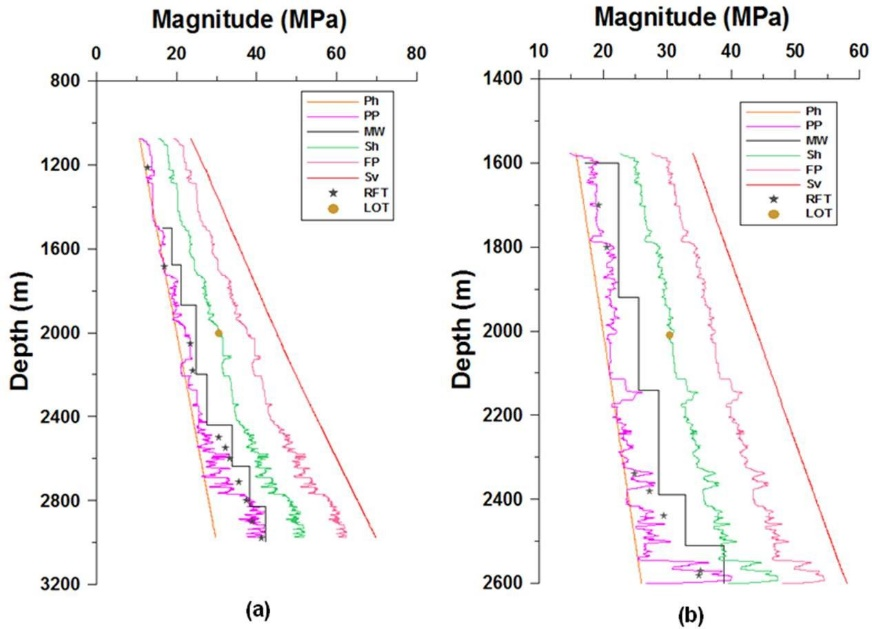 Magnitude (MPa)
0 20 40 60 80
800
1200
1600
2000
2400
2800
3200
Depth (m)
Ph
PP
MW
Sh
FP
Sv
RFT
LOT
(a)
Magnitude (MPa)
10 20 30 40 50 60
1400
1600
1800
2000
2200
2400
2600
Depth (m)
Ph
PP
MW
Sh
FP
Sv
RFT
LOT
(b)